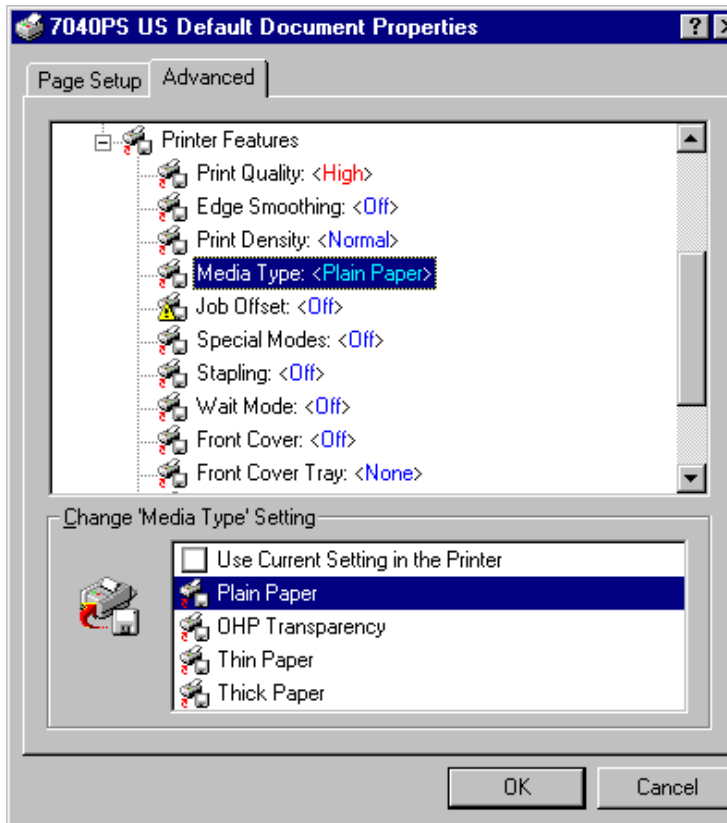 7040PS US Default Document Properties
Page Setup
Advanced
Printer Features
Print Quality: <High>
Edge Smoothing: <Off>
Print Density: <Normal>
Media Type: <Plain Paper>
Job Offset: <Off>
Special Modes: <Off>
Stapling: <Off>
Wait Mode: <Off>
Front Cover: <Off>
Front Cover Tray: <None>
Change 'Media Type' Setting
Use Current Setting in the Printer
Plain Paper
OHP Transparency
Thin Paper
Thick Paper
OK
Cancel